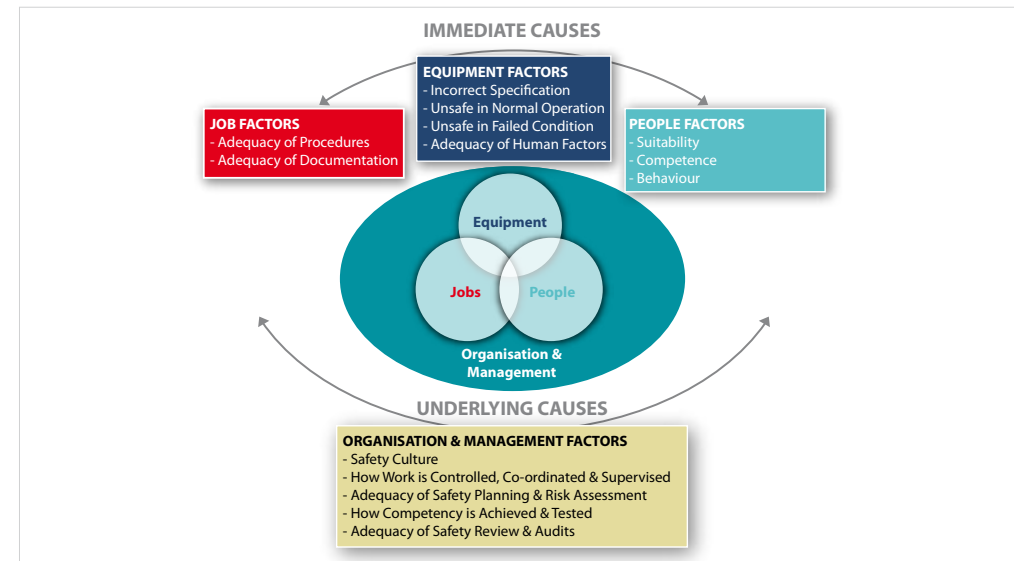 IMMEDIATE CAUSES
EQUIPMENT FACTORS
- Incorrect Specification
- Unsafe in Normal Operation
- Unsafe in Failed Condition
- Adequacy of Human Factors
JOB FACTORS
- Adequacy of Procedures
- Adequacy of Documentation
PEOPLE FACTORS
- Suitability
- Competence
- Behaviour
Equipment
Jobs
People
Organisation &
Management
UNDERLYING CAUSES
ORGANISATION & MANAGEMENT FACTORS
- Safety Culture
- How Work is Controlled, Co-ordinated & Supervised
- Adequacy of Safety Planning & Risk Assessment
- How Competency is Achieved & Tested
- Adequacy of Safety Review & Audits